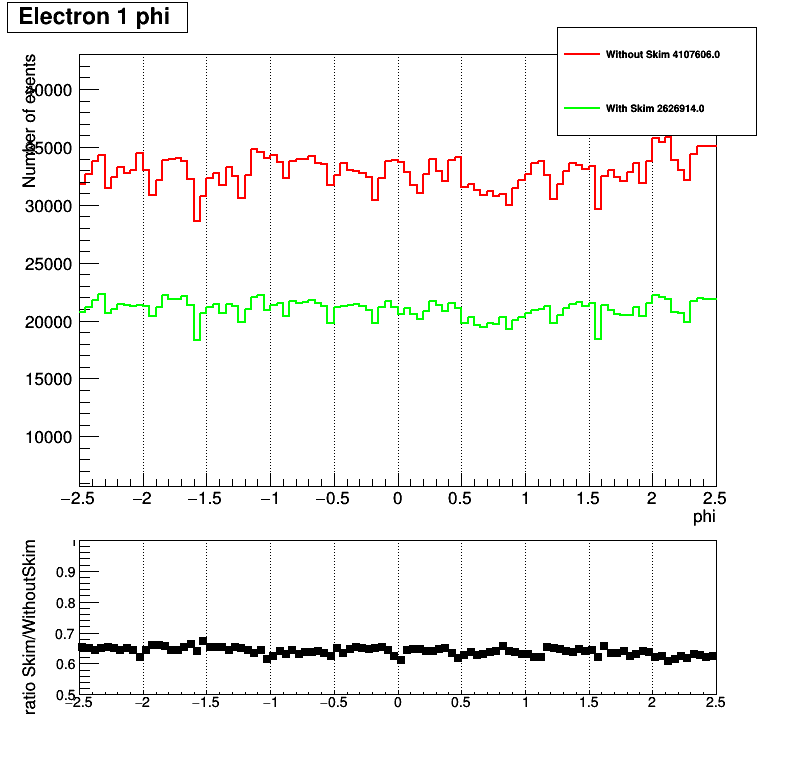 Electron 1 phi
Number of events
Without Skim 4107606.0
With Skim 2626914.0
35000
30000
25000
20000
15000
10000
−2.5 −2 −1.5 −1 −0.5 0 0.5 1 1.5 2 2.5
phi
ratio Skim/WithoutSkim
1
0.9
0.8
0.7
0.6
0.5
−2.5 −2 −1.5 −1 −0.5 0 0.5 1 1.5 2 2.5